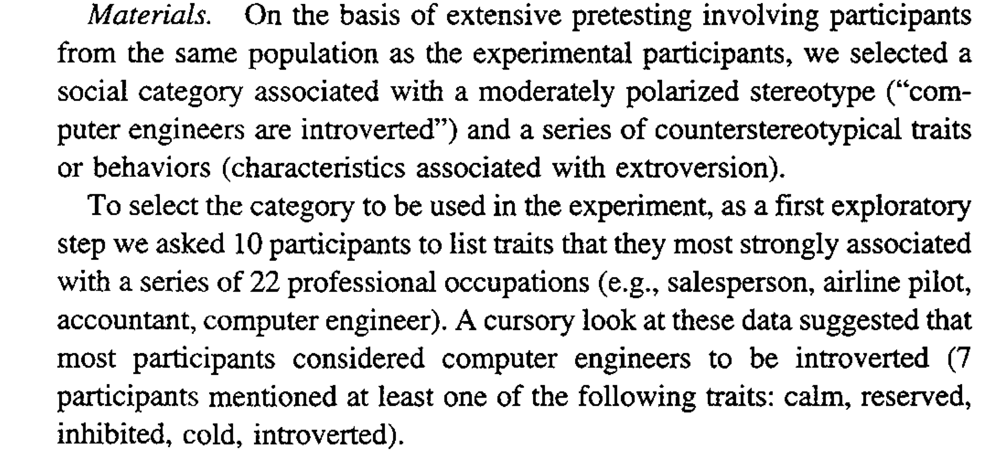 Materials. On the basis of extensive pretesting involving participants
from the same population as the experimental participants, we selected a
social category associated with a moderately polarized stereotype (“com-
puter engineers are introverted”) and a series of counterstereotypical traits
or behaviors (characteristics associated with extroversion).
To select the category to be used in the experiment, as a first exploratory
step we asked 10 participants to list traits that they most strongly associated
with a series of 22 professional occupations (e.g., salesperson, airline pilot,
accountant, computer engineer). A cursory look at these data suggested that
most participants considered computer engineers to be introverted (7
participants mentioned at least one of the following traits: calm, reserved,
inhibited, cold, introverted).